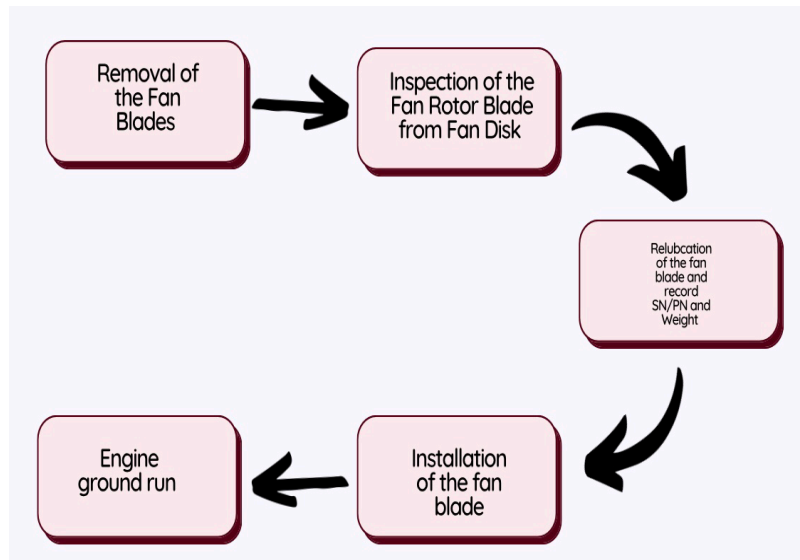 Removal of
the Fan
Blades
Inspection of the
Fan Rotor Blade
from Fan Disk
Relubcation
of the fan
blade and
record
SN/PN and
Weight
Installation
of the fan
blade
Engine
ground run